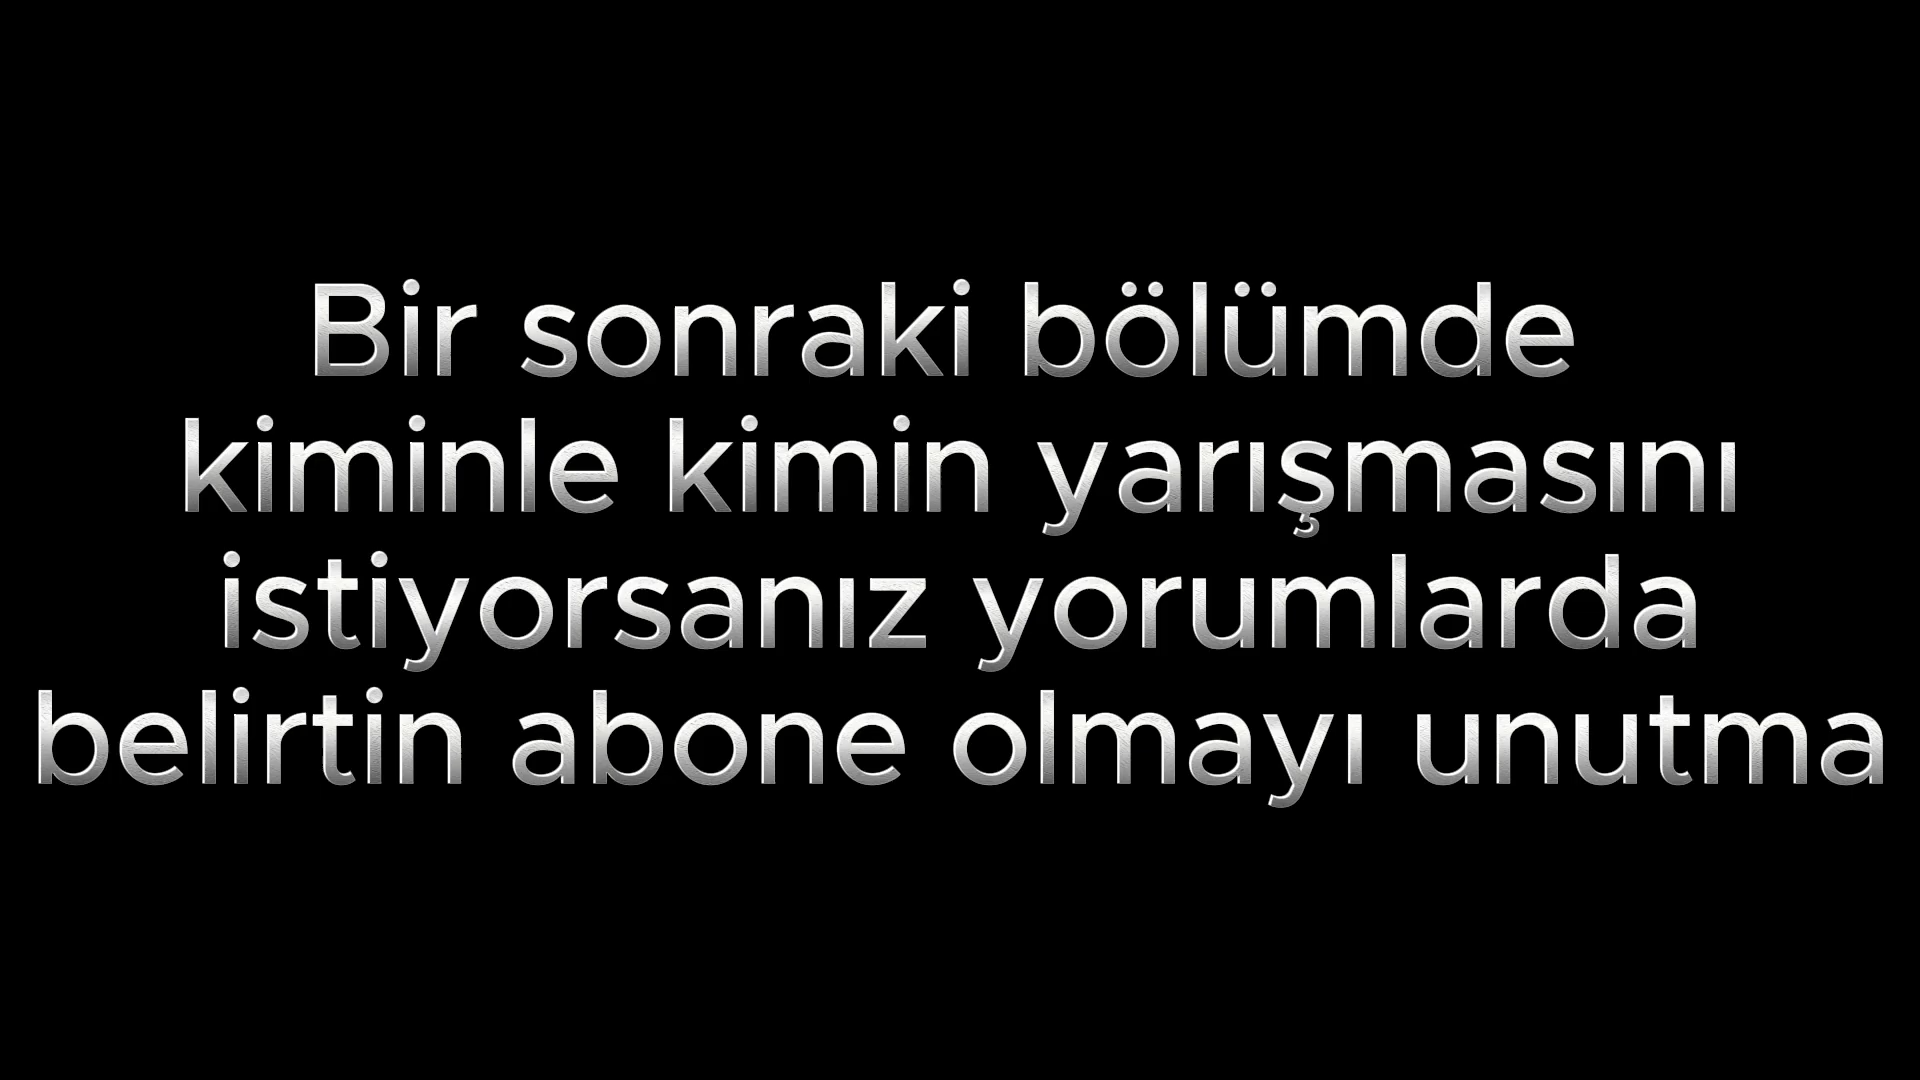 Bir sonraki bölümde
kiminle kimin yarışmasını
istiyorsanız yorumlarda
belirtin abone olmayı unutma